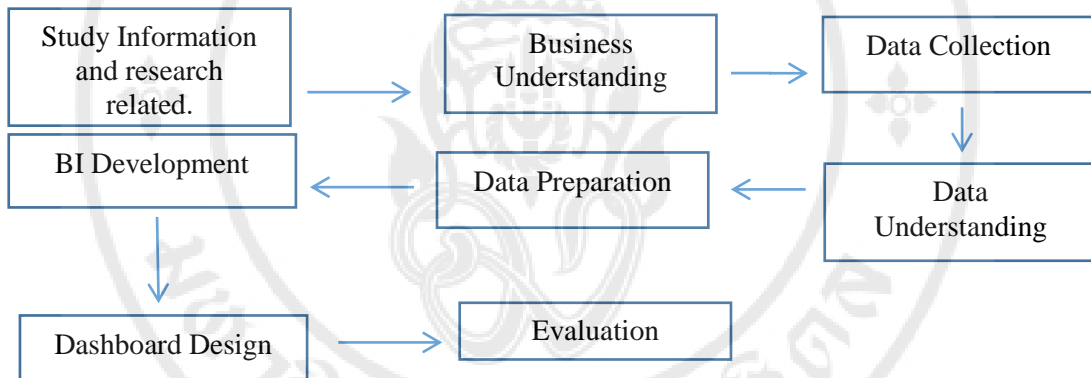 Study Information
and research
related.
Business
Understanding
Data Collection
BI Development
Data Preparation
Data
Understanding
Dashboard Design
Evaluation